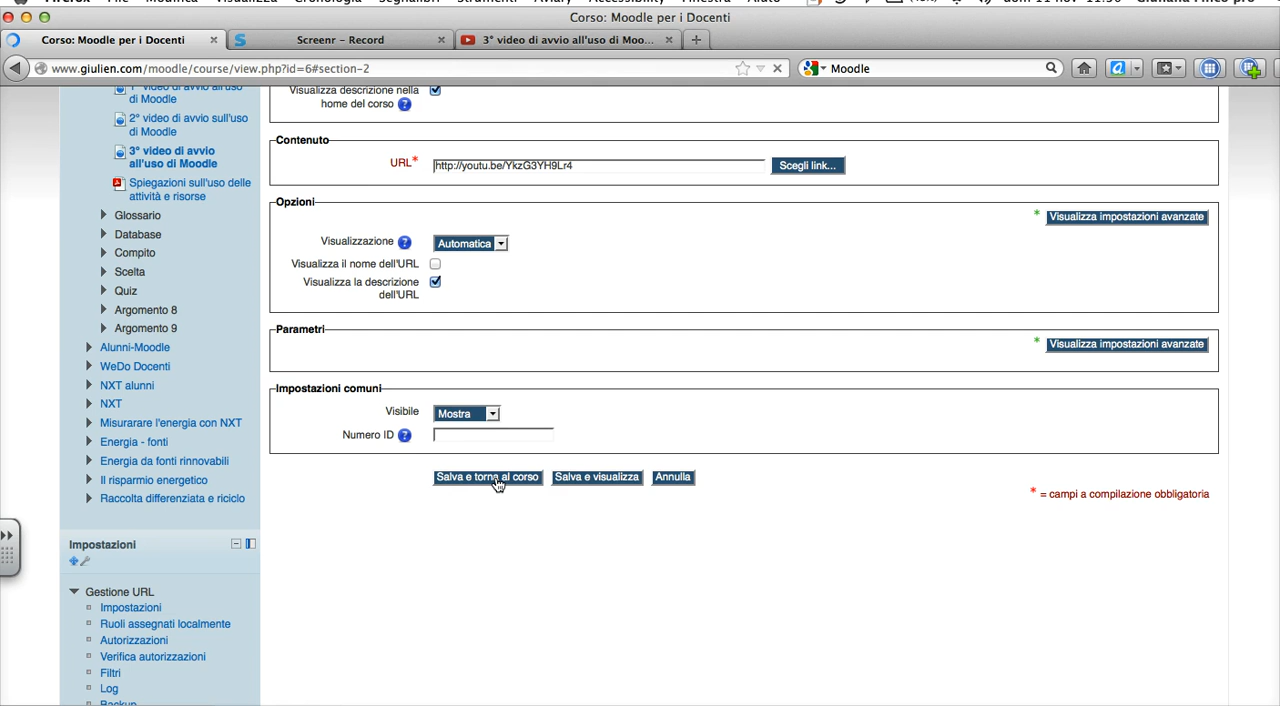 Corso: Moodle per i Docenti
Corso: Moodle per i Docenti
Screenr – Record
3° video di avvio all'uso di Moo...
www.giulien.com/moodle/course/view.php?id=6#section-2
Moodle
di Moodle
2° video di avvio sull'uso
di Moodle
3° video di avvio
all'uso di Moodle
Spiegazioni sull'uso delle
attività e risorse
Glossario
Database
Compito
Scelta
Quiz
Argomento 8
Argomento 9
Alunni-Moodle
WeDo Docenti
NXT alunni
NXT
Misurarare l'energia con NXT
Energia - fonti
Energia da fonti rinnovabili
Il risparmio energetico
Raccolta differenziata e riciclo
Impostazioni
Gestione URL
Impostazioni
Ruoli assegnati localmente
Autorizzazioni
Verifica autorizzazioni
Filtri
Log
Visualizza descrizione nella
home del corso
Contenuto
URL*
http://youtu.be/YkzG3YH9Lr4
Scegli link...
Opzioni
* Visualizza impostazioni avanzate
Visualizzazione
Automatica
Visualizza il nome dell'URL
Visualizza la descrizione
dell'URL
Parametri
* Visualizza impostazioni avanzate
Impostazioni comuni
Visibile
Mostra
Numero ID
Salva e torna al corso
Salva e visualizza
Annulla
* = campi a compilazione obbligatoria